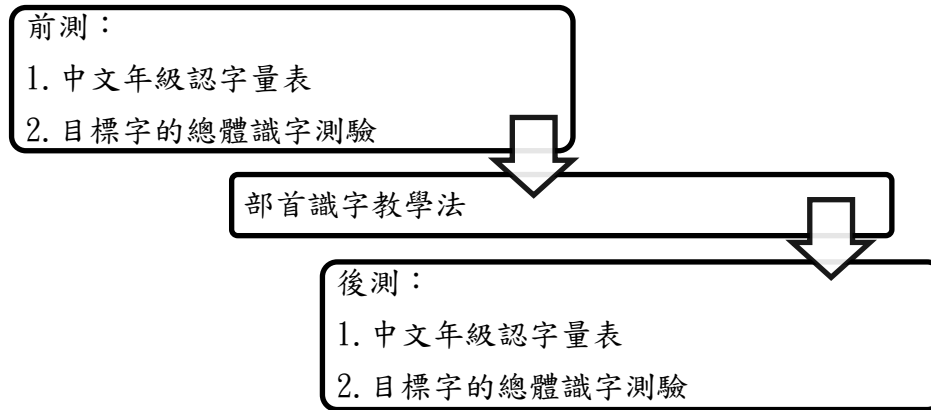 前測：
1. 中文年級認字量表
2. 目標字的總體識字測驗
部首識字教學法
後測：
1. 中文年級認字量表
2. 目標字的總體識字測驗